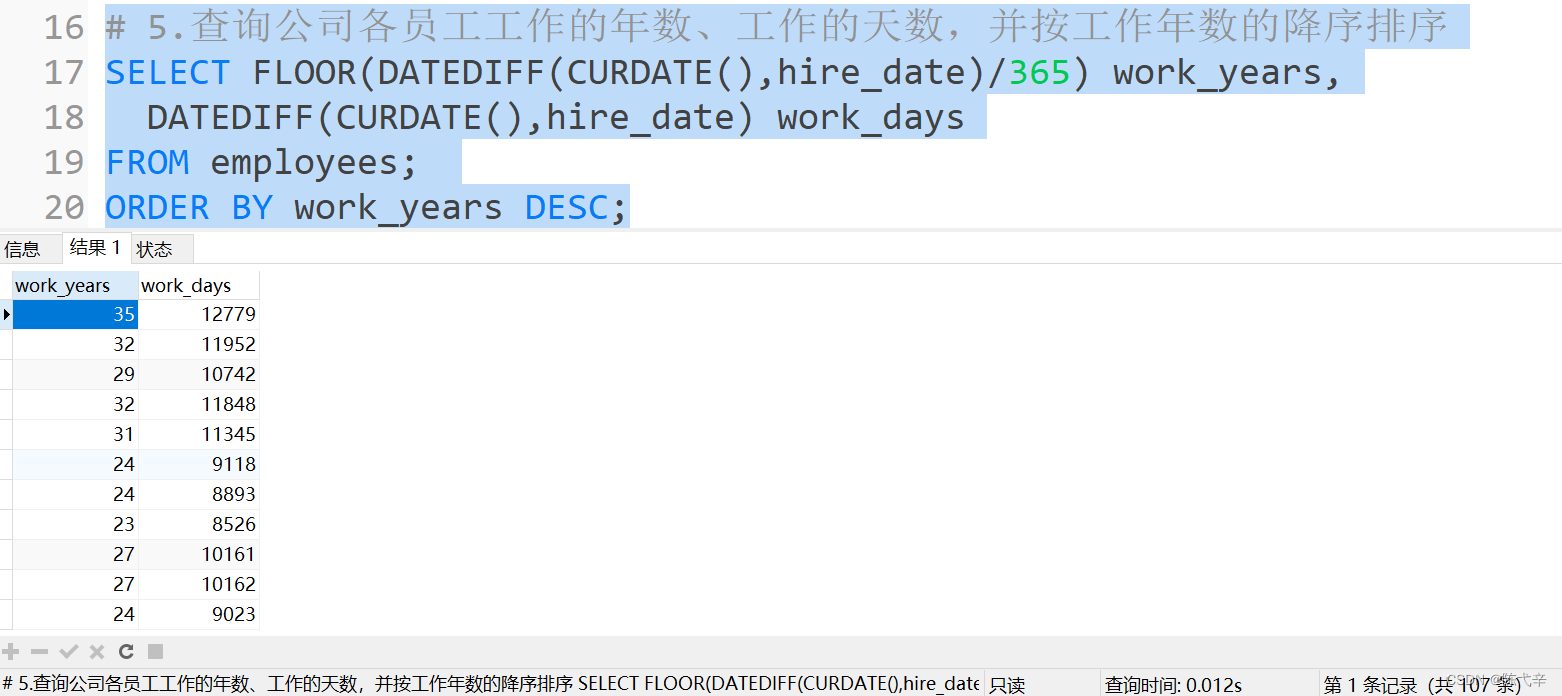 16 # 5.查询公司各员工工作的年数、工作的天数，并按工作年数的降序排序
17 SELECT FLOOR(DATEDIFF(CURDATE(),hire_date)/365) work_years,
18 DATEDIFF(CURDATE(),hire_date) work_days
19 FROM employees;
20 ORDER BY work_years DESC;
信息 结果 1 状态
work_years work_days
35 12779
32 11952
29 10742
32 11848
31 11345
24 9118
24 8893
23 8526
27 10161
27 10162
24 9023
# 5.查询公司各员工工作的年数、工作的天数，并按工作年数的降序排序 SELECT FLOOR(DATEDIFF(CURDATE(),hire_date 只读 查询时间: 0.012s 第 1 条记录（共 107 条）
CSDN @陈弋辛